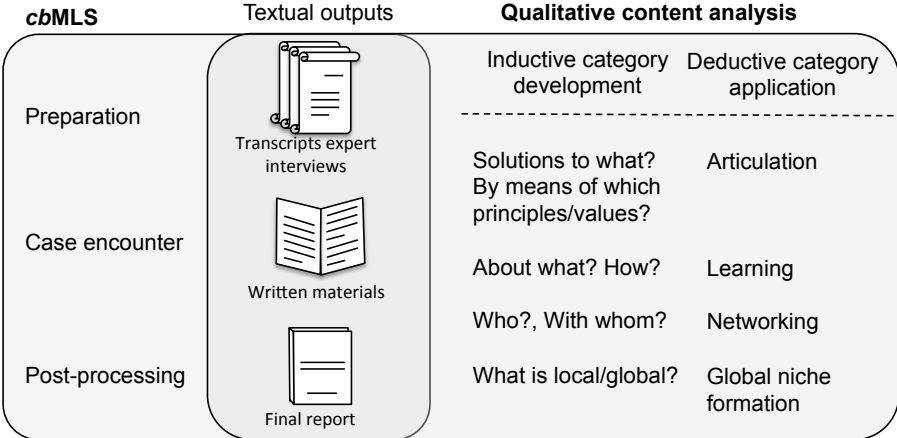 cbMLS
Textual outputs
Qualitative content analysis
Preparation
Case encounter
Post-processing
Transcripts expert
interviews
Written materials
Final report
Inductive category
development
Deductive category
application
Solutions to what?
By means of which
principles/values?
Articulation
About what? How?
Learning
Who?, With whom?
Networking
What is local/global?
Global niche
formation